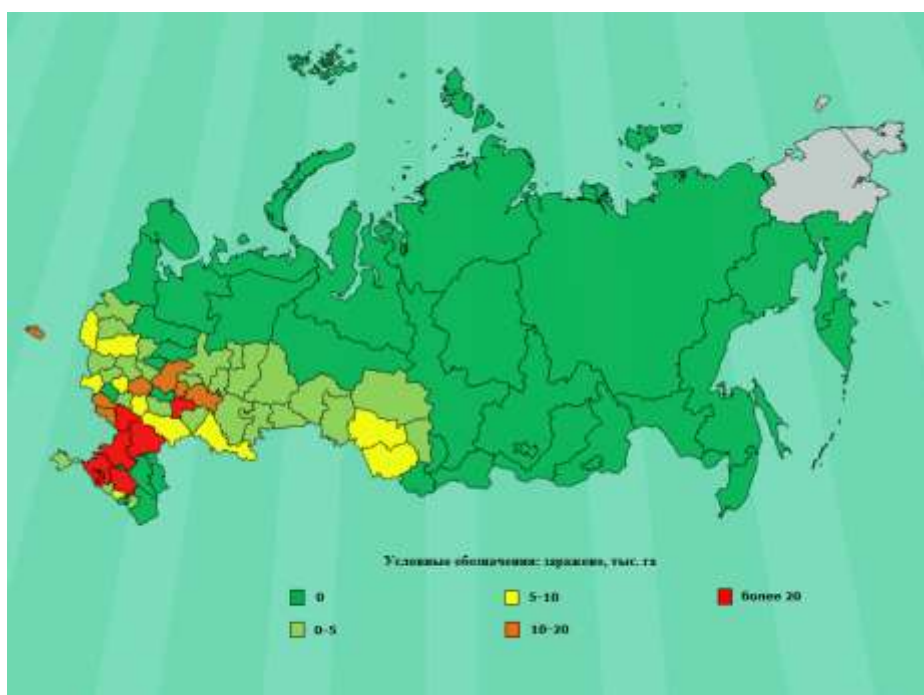 Условные обозначения: заражено, тыс. га
0
5-10
более 20
0-5
10-20